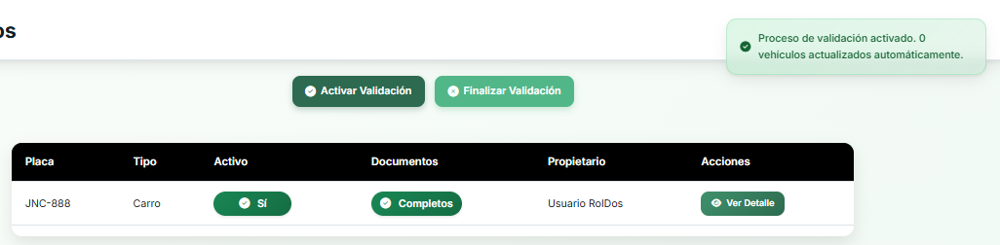 os
Proceso de validación activado. 0
vehículos actualizados automáticamente.
Activar Validación Finalizar Validación
Placa Tipo Activo Documentos Propietario Acciones
JNC-888 Carro Sí Completos Usuario RolDos Ver Detalle